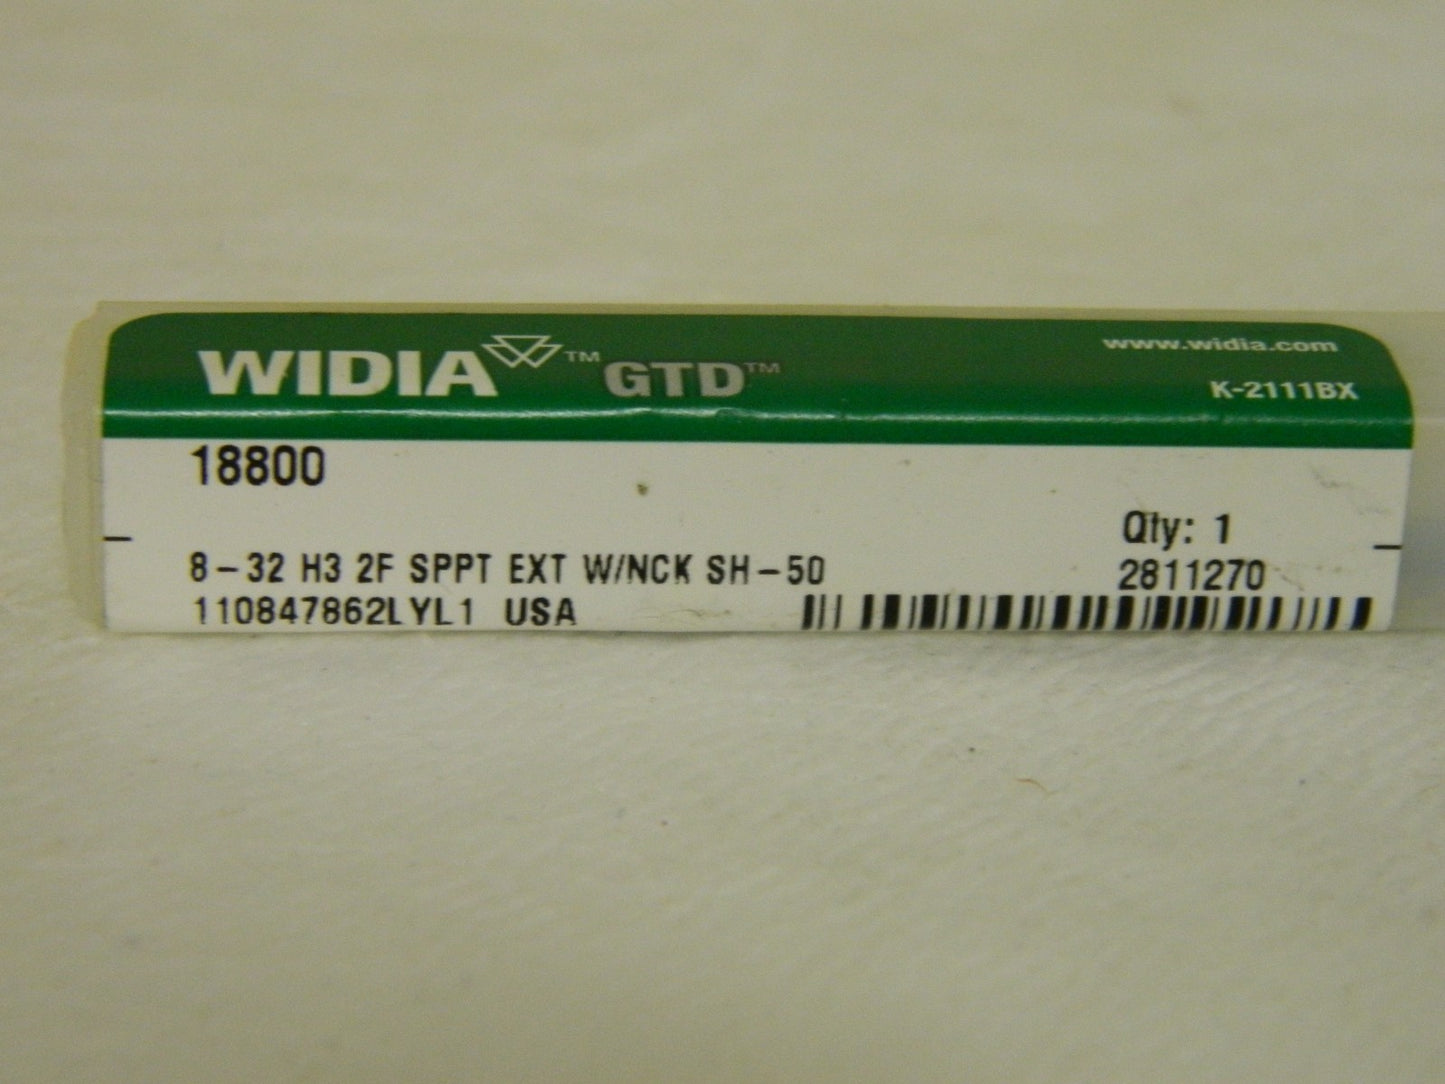 WIDIA™ GTD™
www.widia.com
K-2111BX
18800
Qty: 1
8-32 H3 2F SPPT EXT W/NCK SH-50
2811270
110847862LYL1 USA